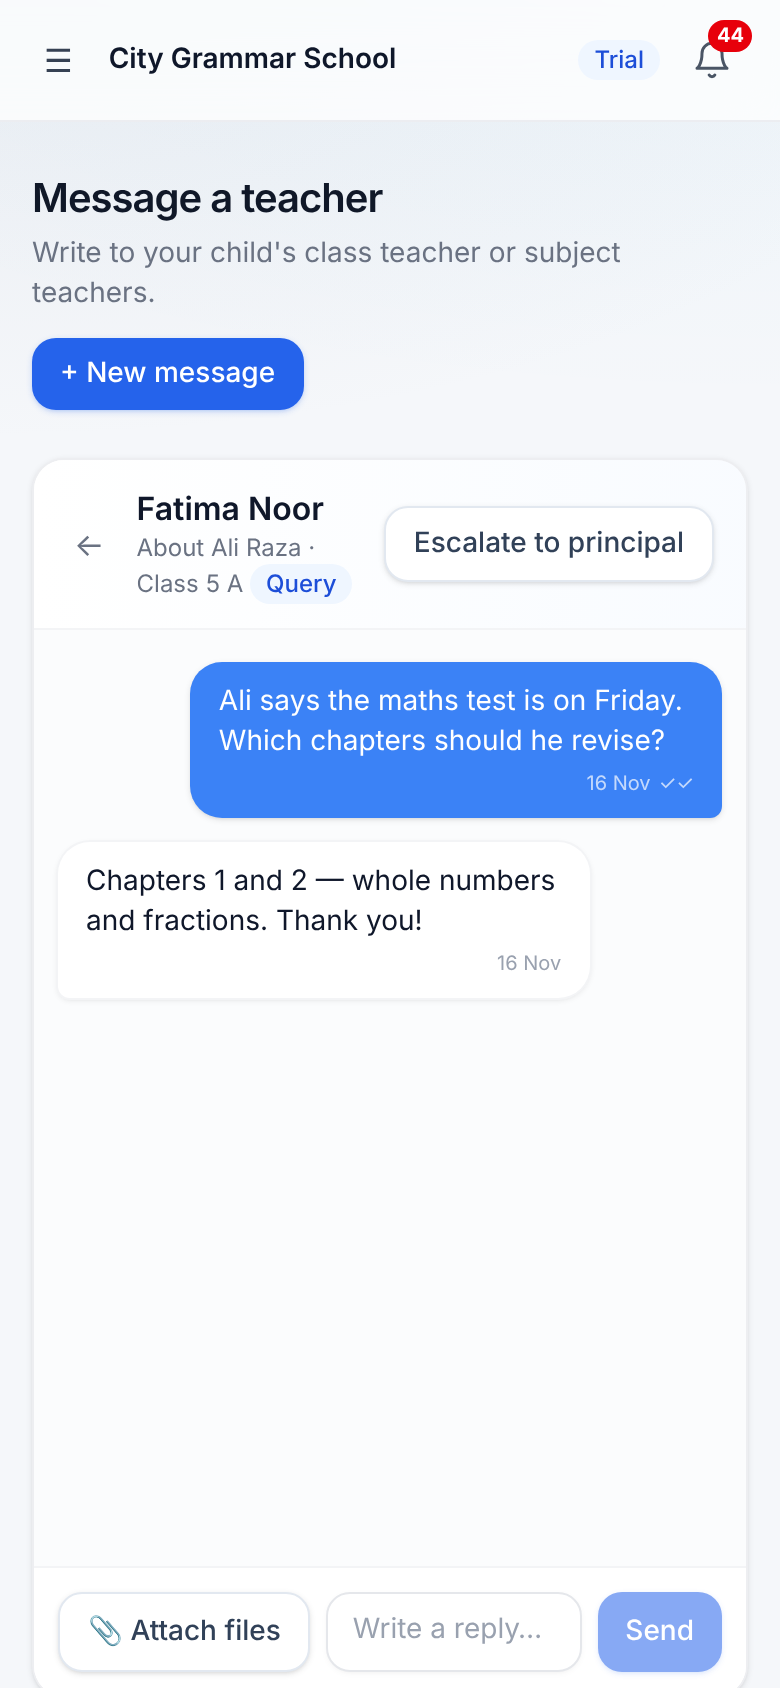 ☰ City Grammar School Trial 44
Message a teacher
Write to your child's class teacher or subject
teachers.
+ New message
← Fatima Noor
About Ali Raza ·
Class 5 A Query
Escalate to principal
Ali says the maths test is on Friday.
Which chapters should he revise?
16 Nov ✓✓
Chapters 1 and 2 — whole numbers
and fractions. Thank you!
16 Nov
📎 Attach files Write a reply... Send